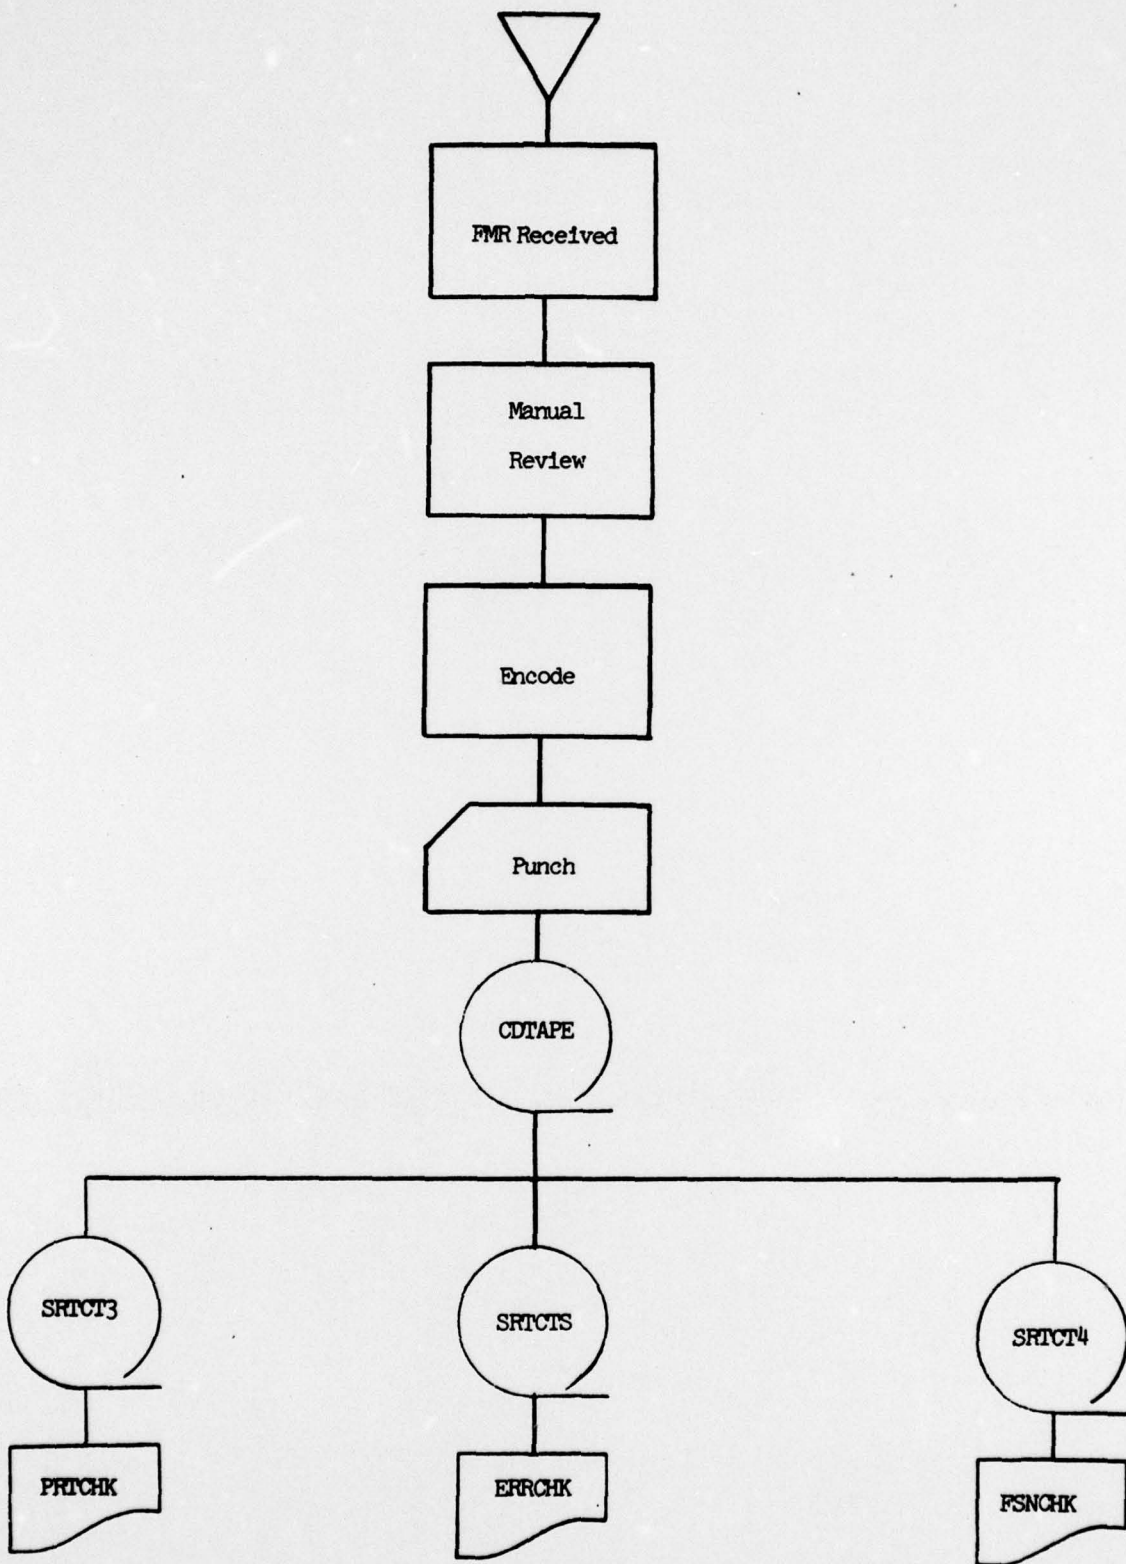 FMR Received
Manual
Review
Encode
Punch
CDTAPE
SRTCT3
SRTCTS
SRTCT4
PRTCHK
ERRCHK
FSNCHK